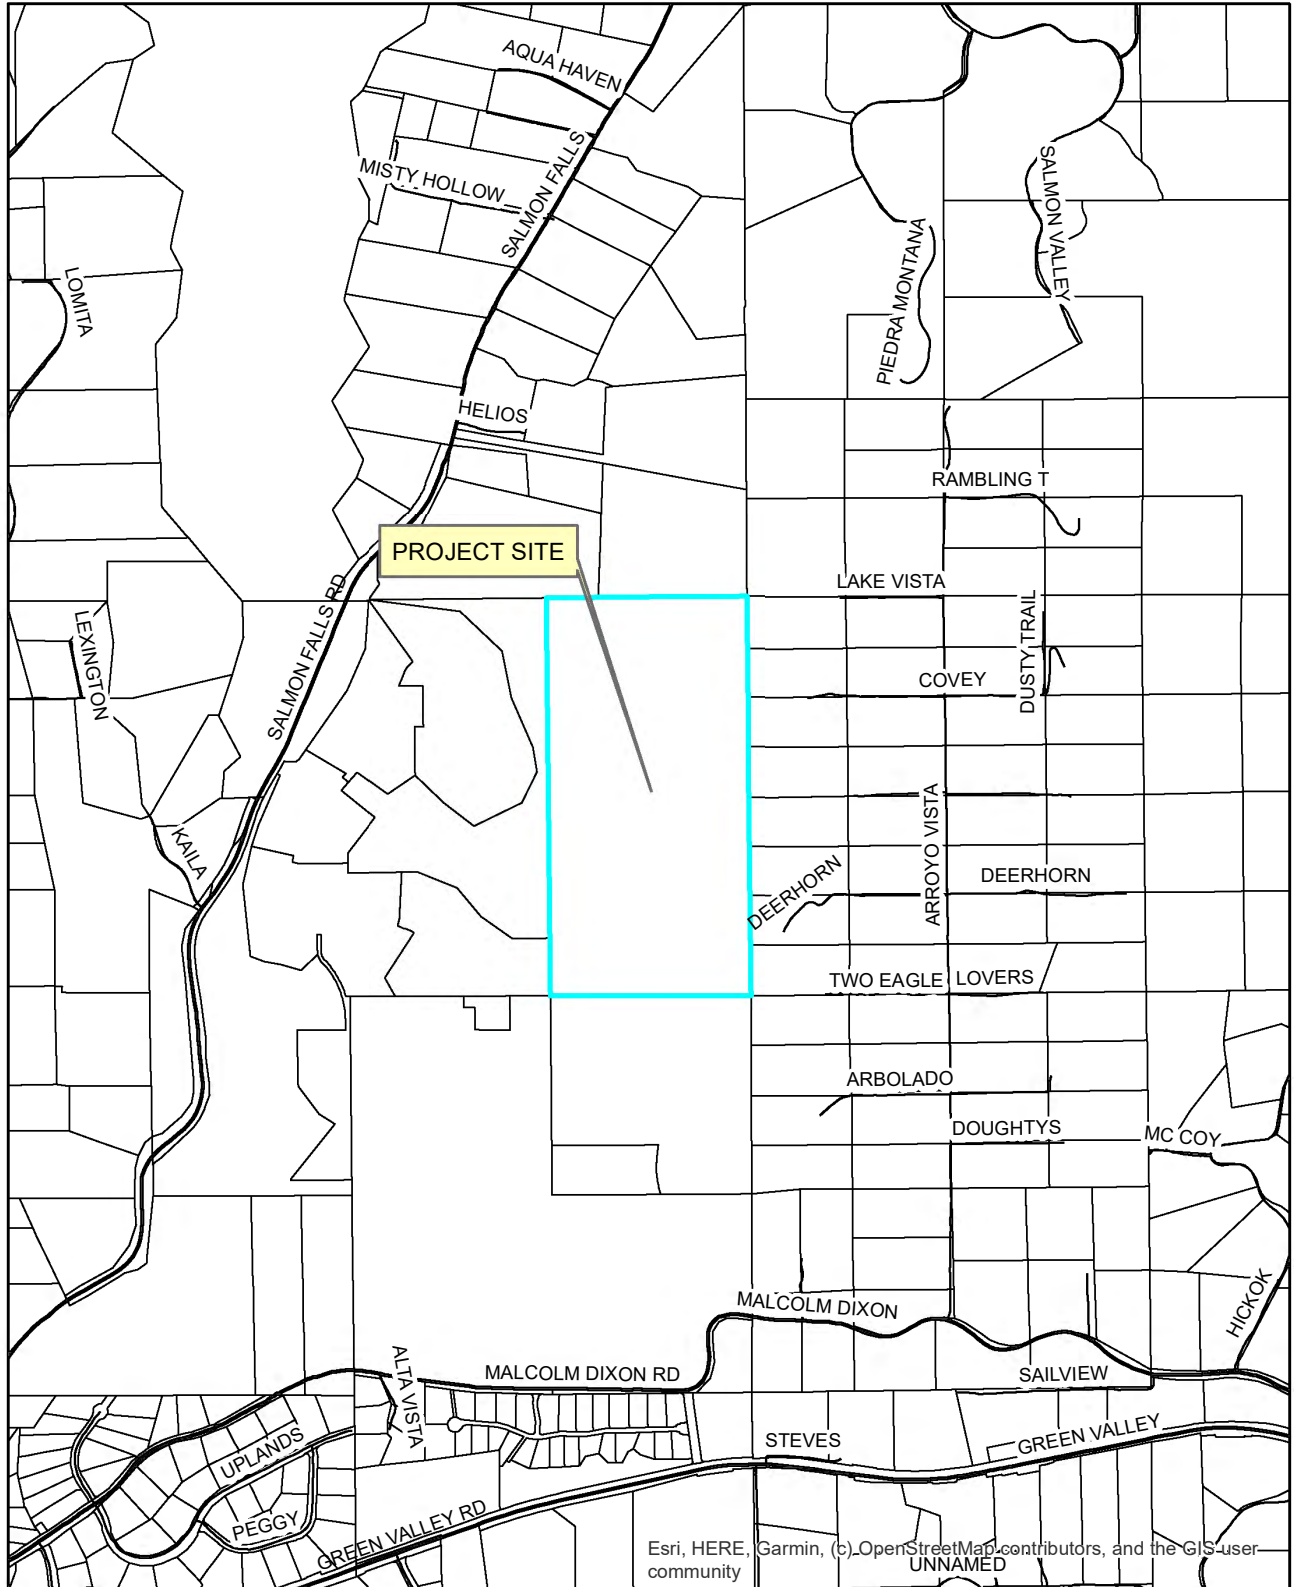 AQUA HAVEN
SALMON FALLS
MISTY HOLLOW
SALMON VALLEY
PIEDRA MONTANA
LOMITA
HELIOS
RAMBLING T
PROJECT SITE
LAKE VISTA
SALMON FALLS RD
LEXINGTON
DUSTY TRAIL
COVEY
ARROYO VISTA
KAILA
DEERHORN
DEERHORN
TWO EAGLE LOVERS
ARBOLADO
DOUGHTYS
MC COY
HICKOK
MALCOLM DIXON
MALCOLM DIXON RD
ALTA VISTA
SAILVIEW
UPLANDS
STEVES
GREEN VALLEY
PEGGY
GREEN VALLEY RD
Esri, HERE, Garmin, (c) OpenStreetMap contributors, and the GIS user
community
UNNAMED